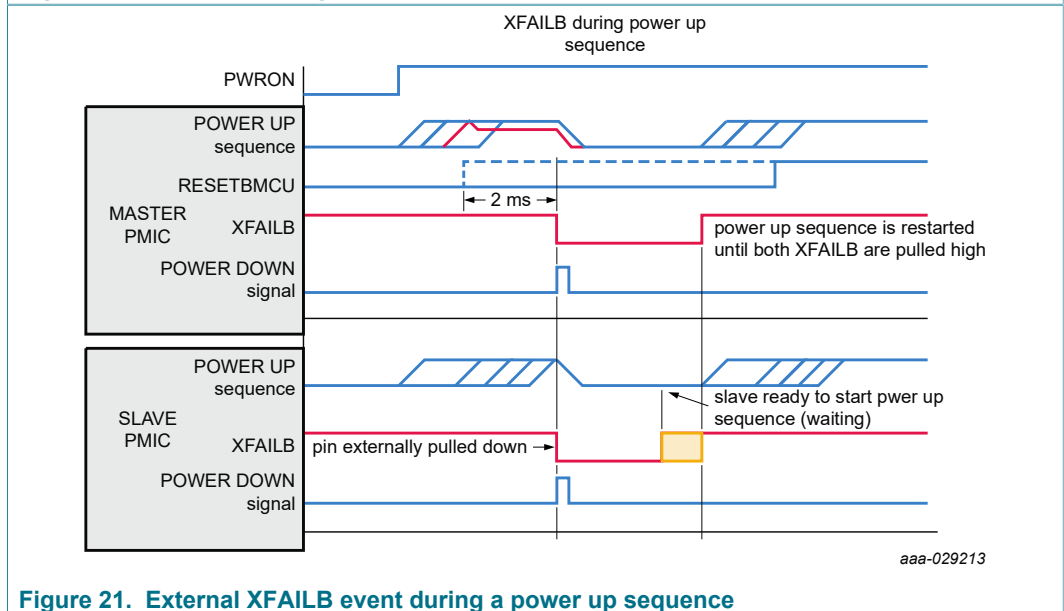 XFAILB during power up
sequence
PWRON
POWER UP
sequence
RESETBMCU
2 ms
MASTER
PMIC
XFAILB
power up sequence is restarted
until both XFAILB are pulled high
POWER DOWN
signal
POWER UP
sequence
slave ready to start pwer up
sequence (waiting)
SLAVE
PMIC
XFAILB
pin externally pulled down
POWER DOWN
signal
aaa-029213
Figure 21. External XFAILB event during a power up sequence